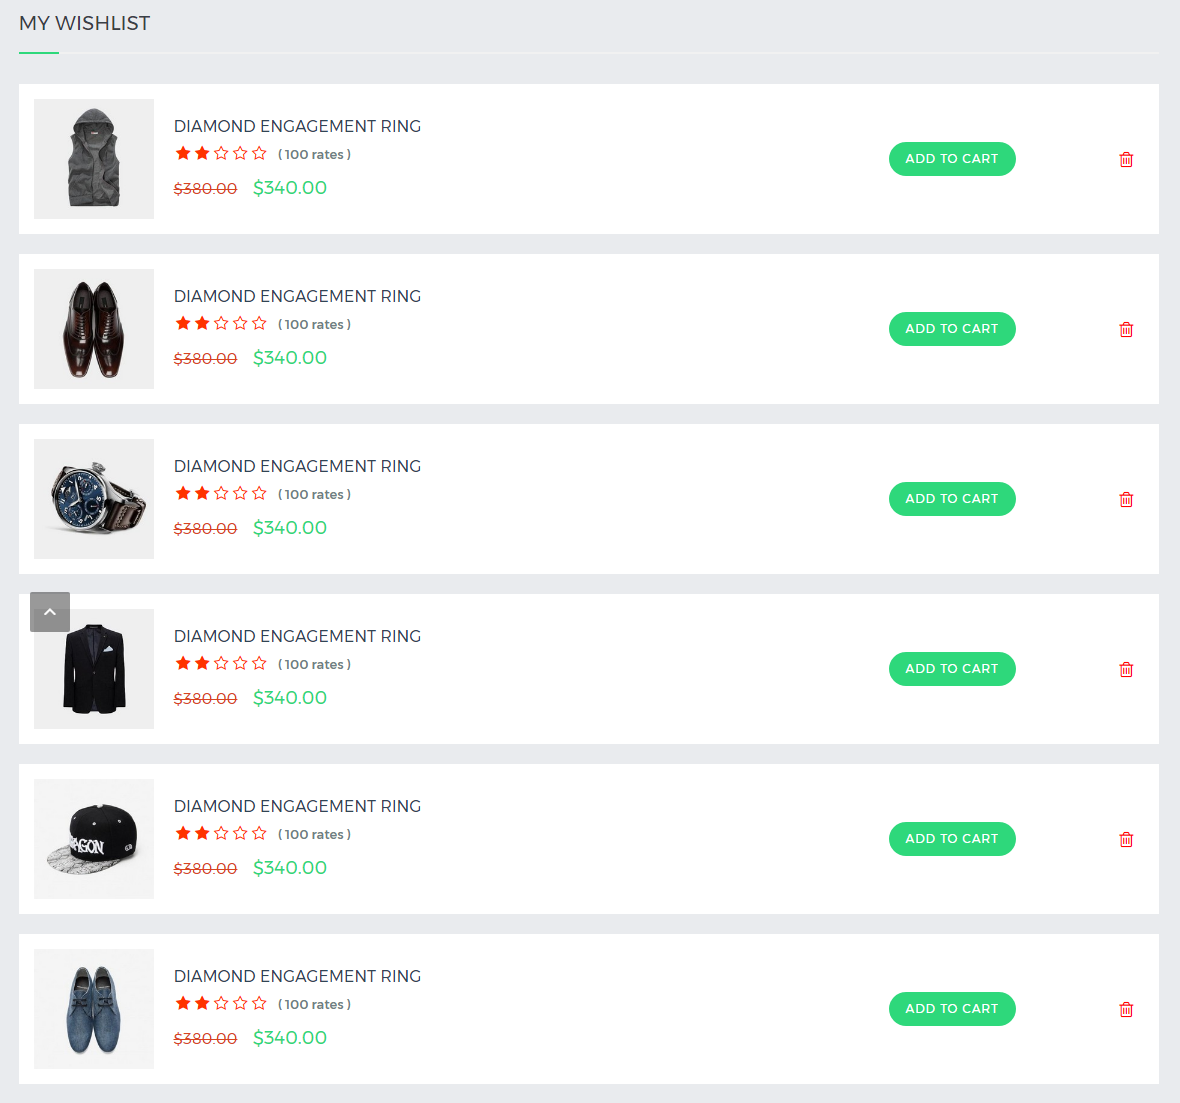 MY WISHLIST
DIAMOND ENGAGEMENT RING
( 100 rates )
$380.00 $340.00
ADD TO CART
DIAMOND ENGAGEMENT RING
( 100 rates )
$380.00 $340.00
ADD TO CART
DIAMOND ENGAGEMENT RING
( 100 rates )
$380.00 $340.00
ADD TO CART
DIAMOND ENGAGEMENT RING
( 100 rates )
$380.00 $340.00
ADD TO CART
DIAMOND ENGAGEMENT RING
( 100 rates )
$380.00 $340.00
ADD TO CART
DIAMOND ENGAGEMENT RING
( 100 rates )
$380.00 $340.00
ADD TO CART